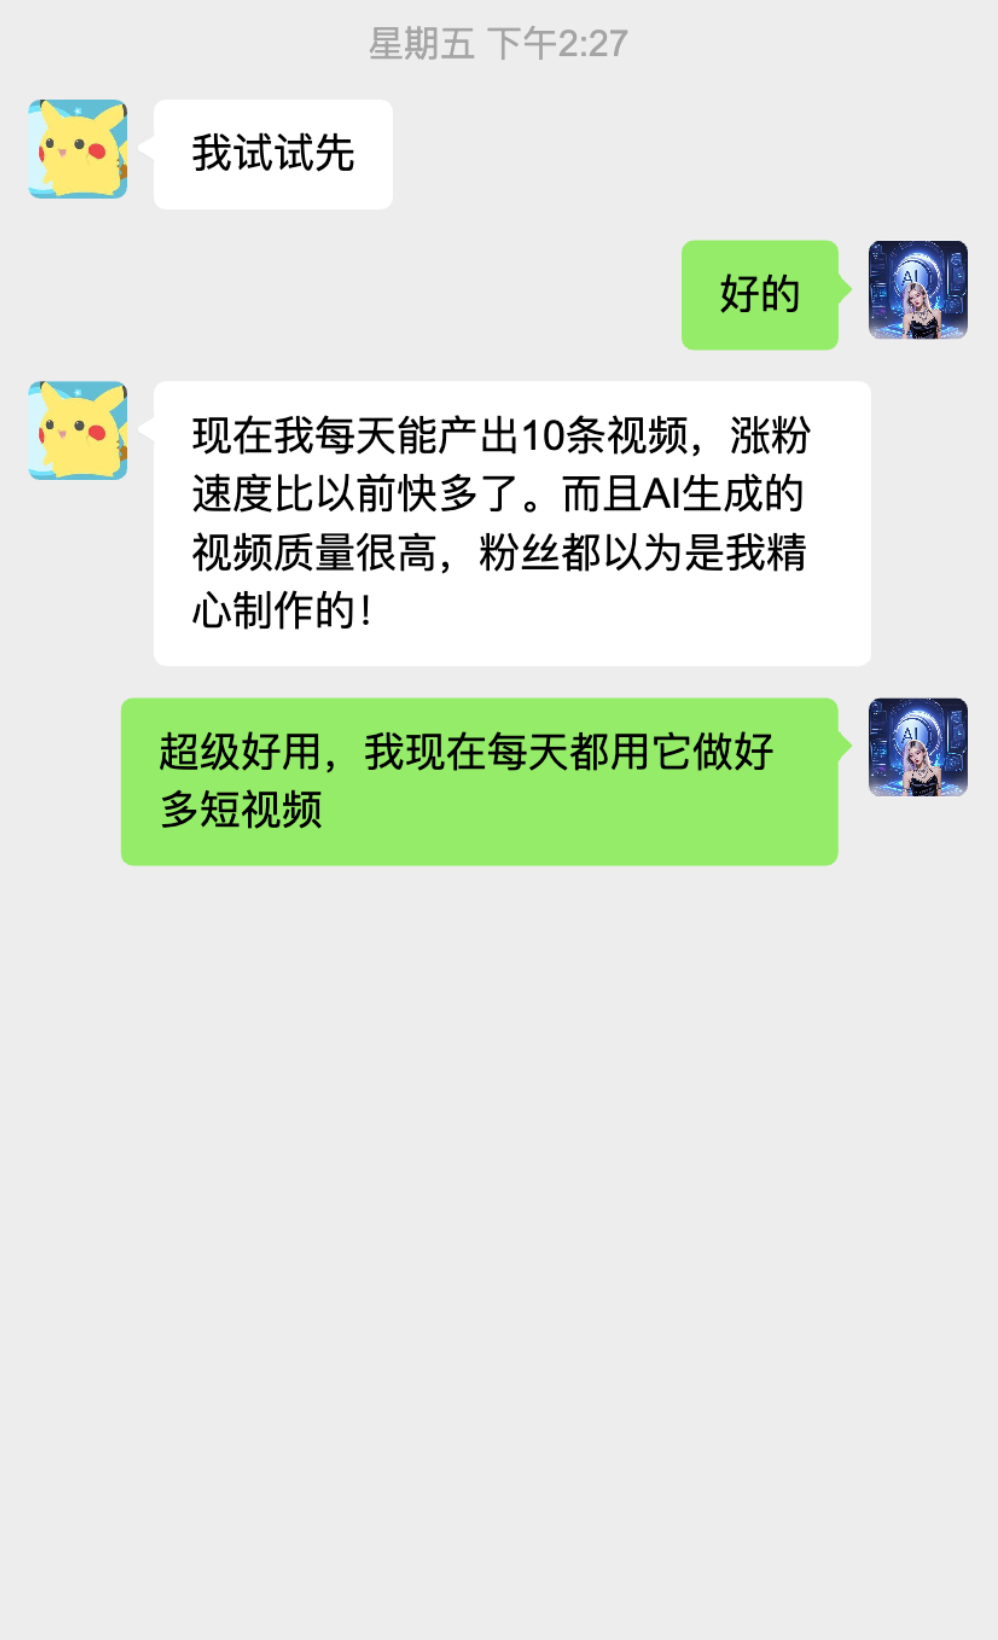 星期五 下午2:27
我试试先
好的
AI
现在我每天能产出10条视频，涨粉
速度比以前快多了。而且AI生成的
视频质量很高，粉丝都以为是我精
心制作的！
超级好用，我现在每天都用它做好
多短视频
AI